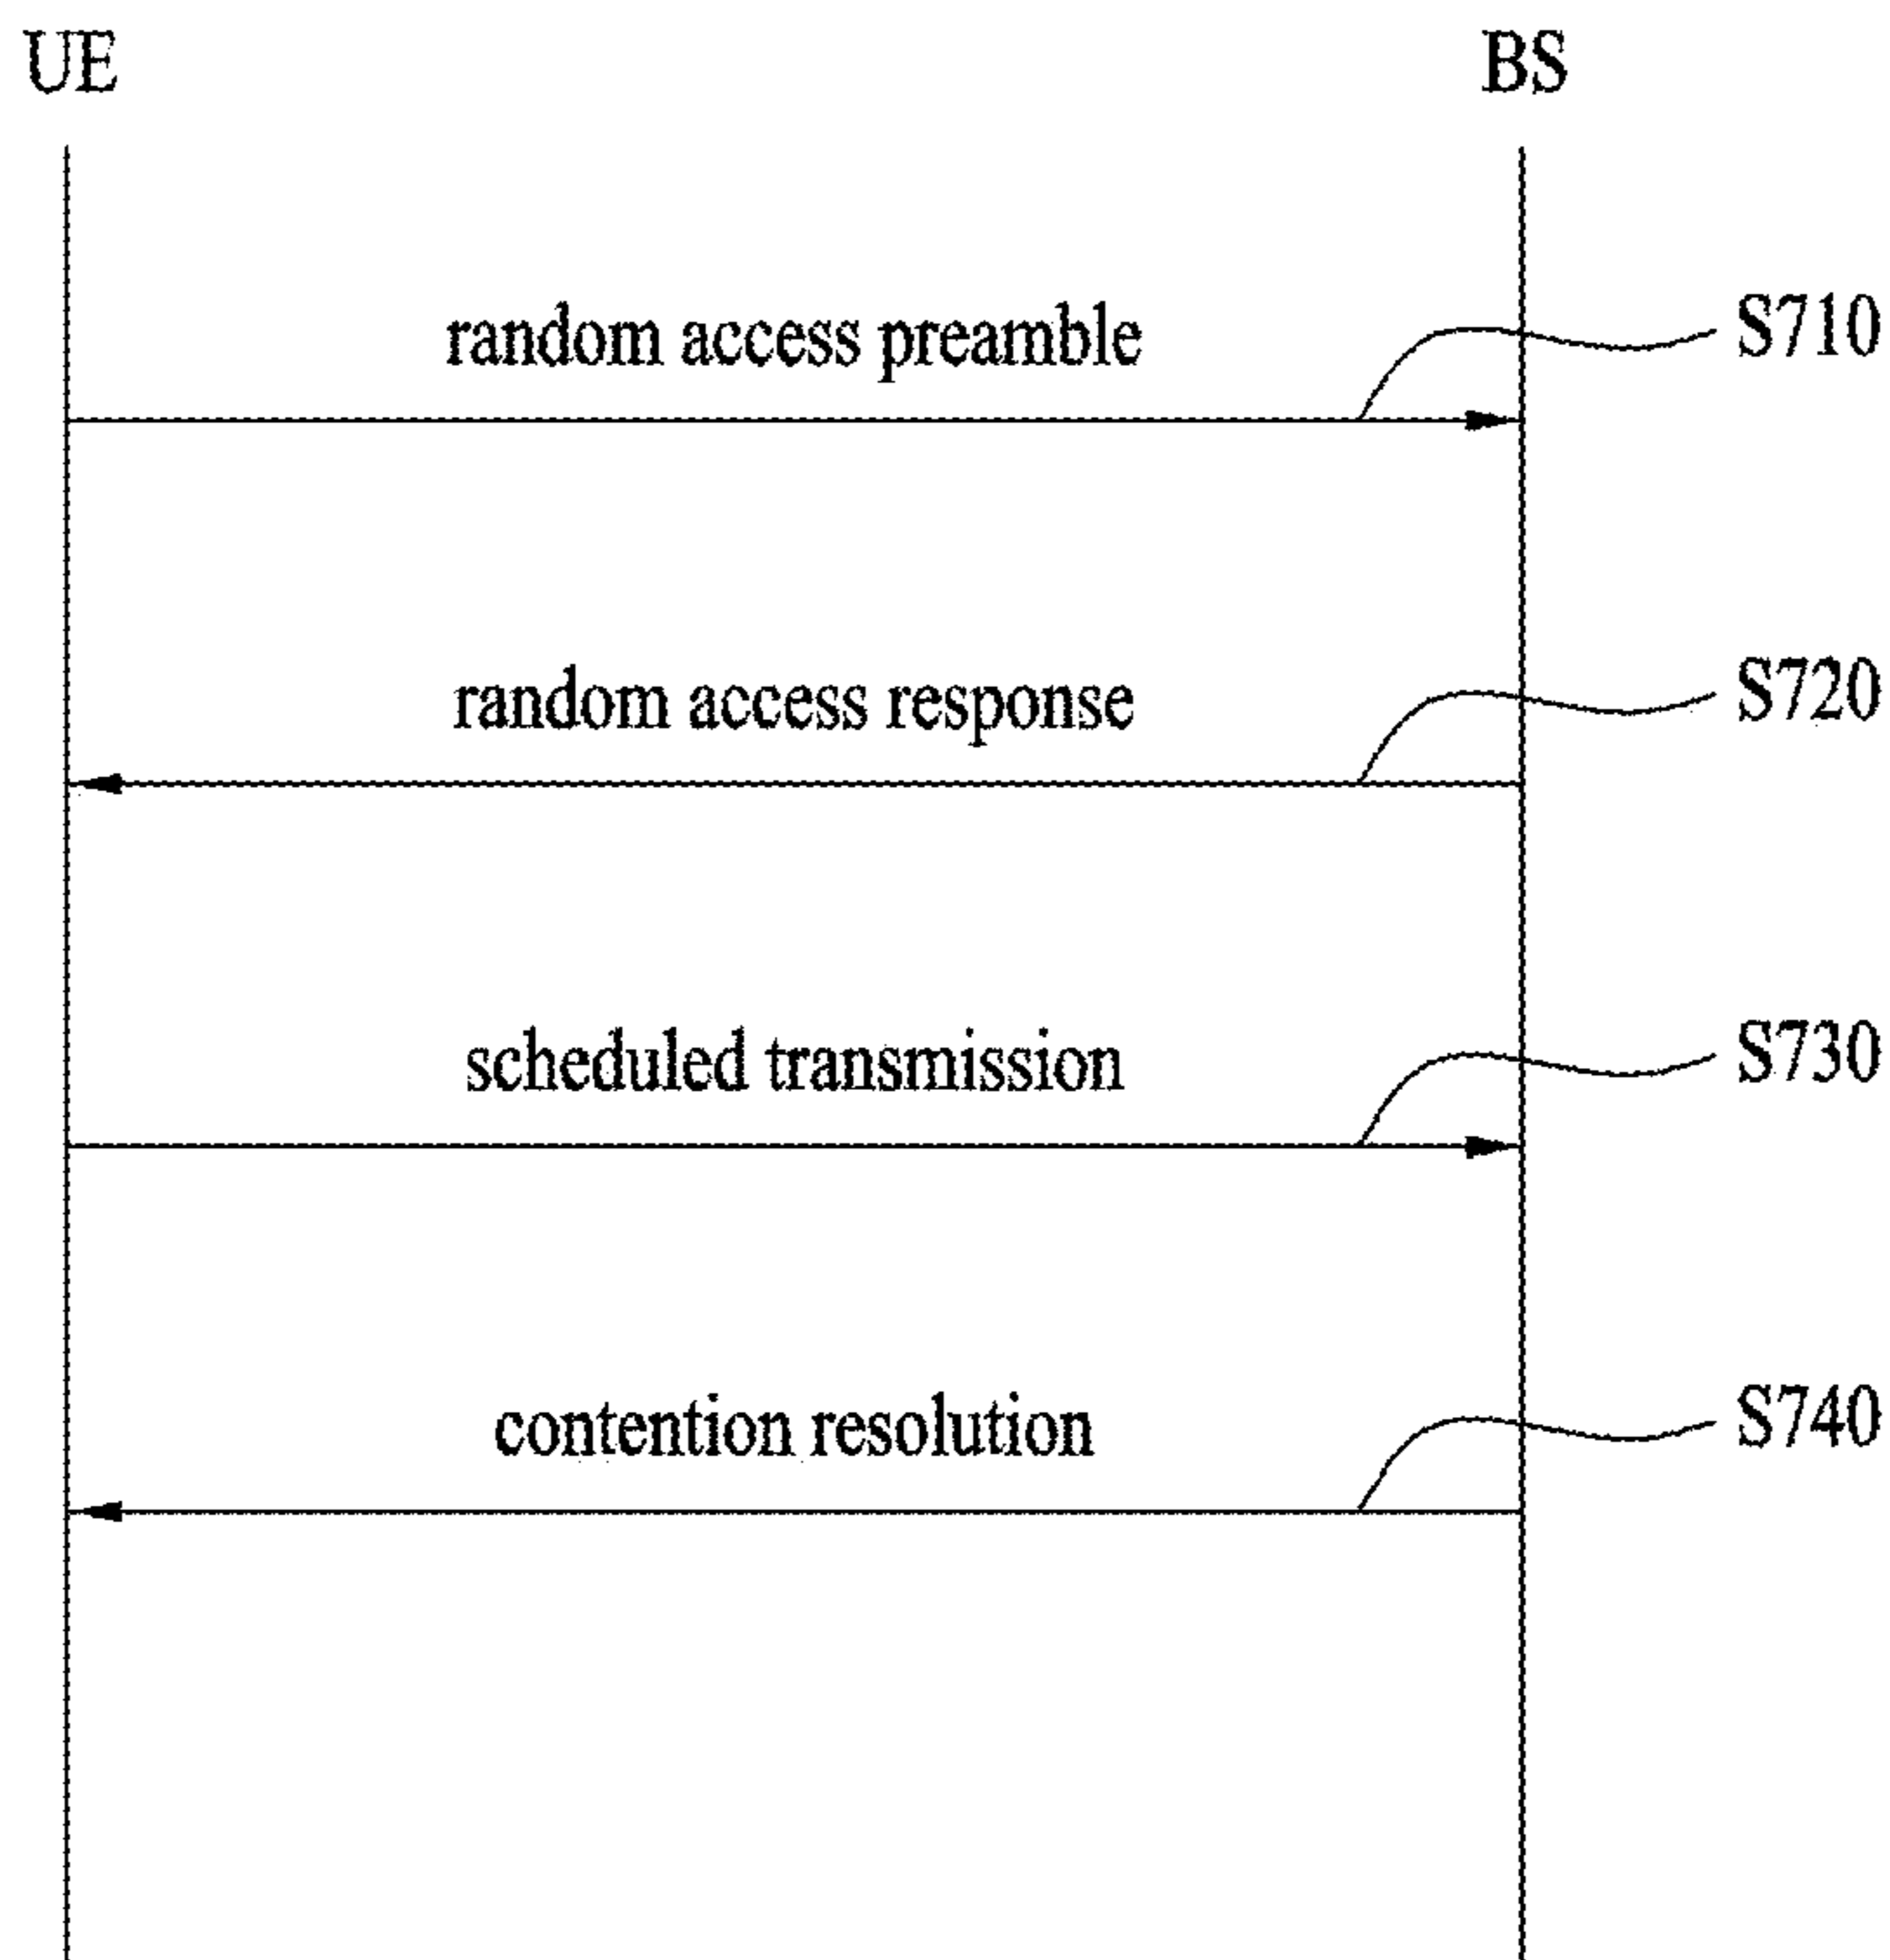 UE
BS
random access preamble
S710
random access response
S720
scheduled transmission
S730
contention resolution
S740